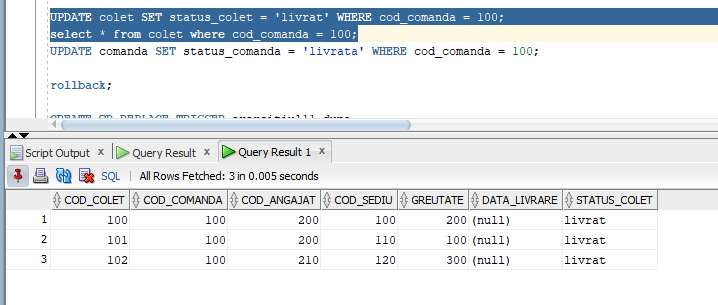 UPDATE colet SET status_colet = 'livrat' WHERE cod_comanda = 100;
select * from colet where cod_comanda = 100;
UPDATE comanda SET status_comanda = 'livrata' WHERE cod_comanda = 100;
rollback;
Script Output x Query Result x Query Result 1 x
SQL | All Rows Fetched: 3 in 0.005 seconds
COD_COLET COD_COMANDA COD_ANGAJAT COD_SEDIU GREUTATE DATA_LIVRARE STATUS_COLET
1 100 100 200 100 200 (null) livrat
2 101 100 200 110 100 (null) livrat
3 102 100 210 120 300 (null) livrat